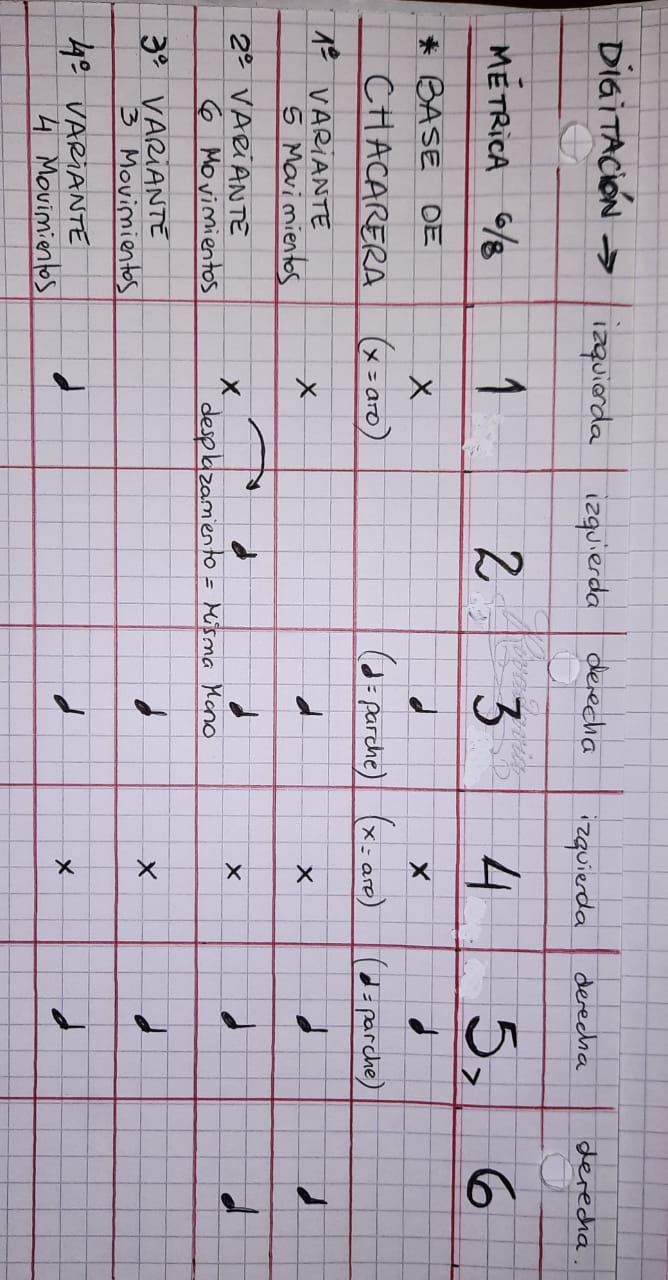 DIGITACIÓN → izquierda izquierda derecha izquierda derecha derecha.
MÉTRICA 6/8 1 2 3 4 5 > 6
* BASE DE x d x d
CHACARERA (x = aro) (d = parche) (x = aro) (d = parche)
1º VARIANTE x d x d d
5 Movimientos
2º VARIANTE x d d x d d
6 Movimientos desplazamiento = Misma Mano
3º VARIANTE d x d
3 Movimientos
4º VARIANTE d d x d
4 Movimientos